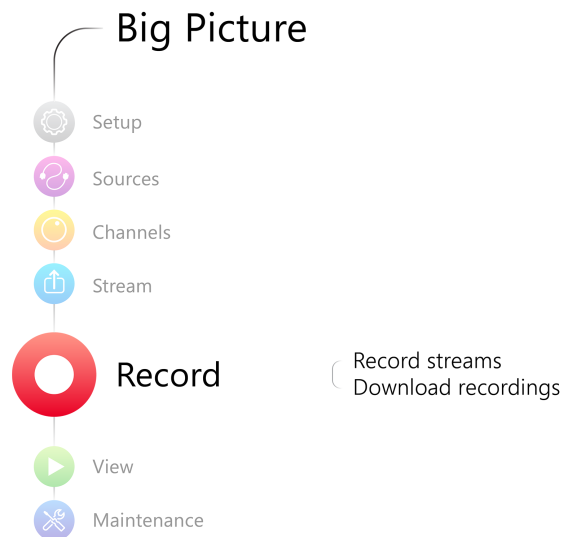 Big Picture
Setup
Sources
Channels
Stream
Record
Record streams
Download recordings
View
Maintenance